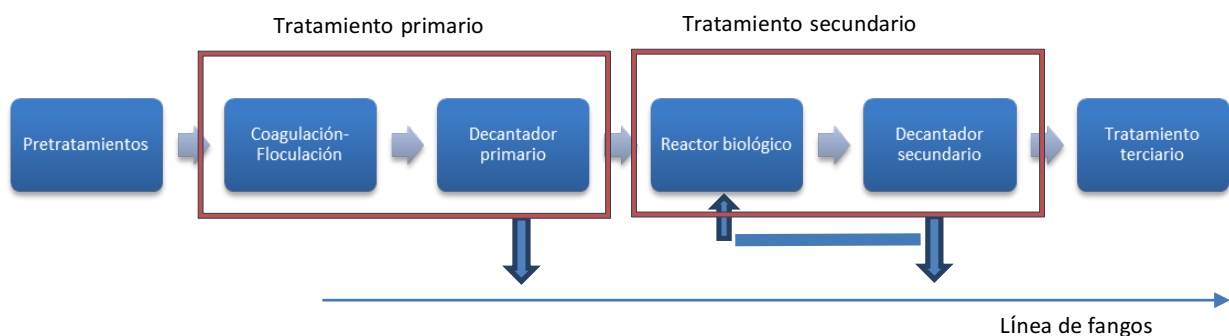 Tratamiento primario
Tratamiento secundario
Pretratamientos
Coagulación-
Floculación
Decantador
primario
Reactor biológico
Decantador
secundario
Tratamiento
terciario
Línea de fangos